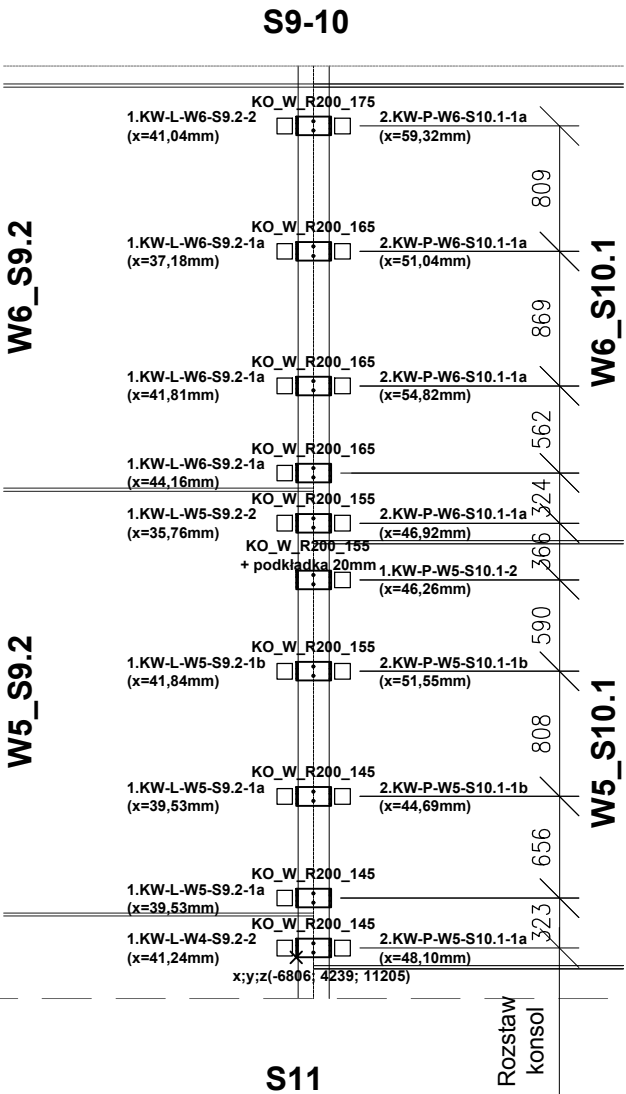 S9-10
KO_W_R200_175
1.KW-L-W6-S9.2-2
(x=41,04mm)
2.KW-P-W6-S10.1-1a
(x=59,32mm)
809
KO_W_R200_165
1.KW-L-W6-S9.2-1a
(x=37,18mm)
2.KW-P-W6-S10.1-1a
(x=51,04mm)
W6_S9.2
W6_S10.1
869
KO_W_R200_165
1.KW-L-W6-S9.2-1a
(x=41,81mm)
2.KW-P-W6-S10.1-1a
(x=54,82mm)
562
KO_W_R200_165
1.KW-L-W6-S9.2-1a
(x=44,16mm)
324
KO_W_R200_155
1.KW-L-W5-S9.2-2
(x=35,76mm)
2.KW-P-W6-S10.1-1a
(x=46,92mm)
366
KO_W_R200_155
+ podkładka 20mm
1.KW-P-W5-S10.1-2
(x=46,26mm)
590
KO_W_R200_155
1.KW-L-W5-S9.2-1b
(x=41,84mm)
2.KW-P-W5-S10.1-1b
(x=51,55mm)
W5_S9.2
W5_S10.1
808
KO_W_R200_145
1.KW-L-W5-S9.2-1a
(x=39,53mm)
2.KW-P-W5-S10.1-1b
(x=44,69mm)
656
KO_W_R200_145
1.KW-L-W5-S9.2-1a
(x=39,53mm)
323
KO_W_R200_145
1.KW-L-W4-S9.2-2
(x=41,24mm)
2.KW-P-W5-S10.1-1a
(x=48,10mm)
x;y;z(-6806; 4239; 11205)
Rozstaw
konsol
S11